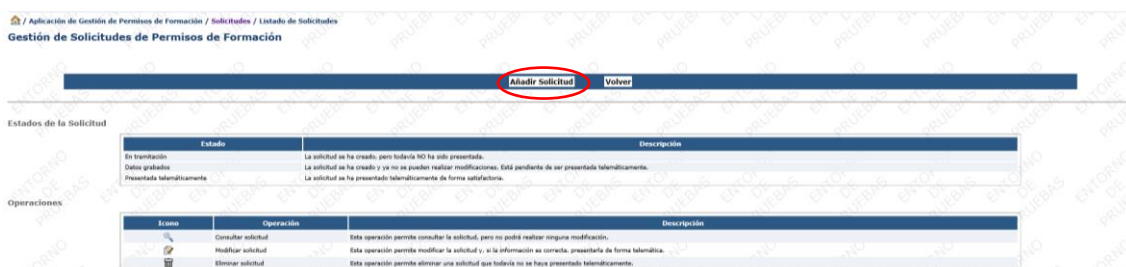 / Aplicación de Gestión de Permisos de Formación / Solicitudes / Listado de Solicitudes
Gestión de Solicitudes de Permisos de Formación
Añadir Solicitud Volver
Estados de la Solicitud
Estado Descripción
En tramitación La solicitud se ha creado, pero todavía NO ha sido presentada.
Datos grabados La solicitud se ha creado y ya no se pueden realizar modificaciones. Está pendiente de ser presentada telemáticamente.
Presentada telemáticamente La solicitud se ha presentado telemáticamente de forma satisfactoria.
Operaciones
Icono Operación Descripción
Consultar solicitud Esta operación permite consultar la solicitud, pero no podrá realizar ninguna modificación.
Modificar solicitud Esta operación permite modificar la solicitud y, si la información es correcta, presentarla de forma telemática.
Eliminar solicitud Esta operación permite eliminar una solicitud que todavía no se haya presentado telemáticamente.
ENTORNO DE PRUEBAS